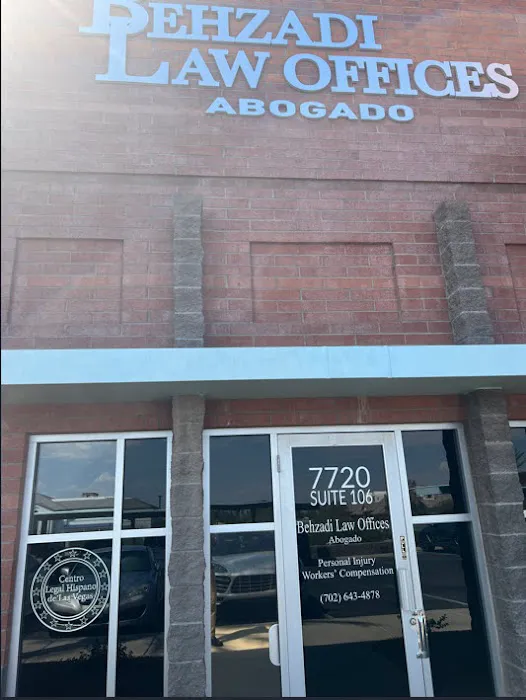 BEHZADI
LAW OFFICES
ABOGADO
Centro
Legal Hispano
de Las Vegas
7720
SUITE 106
Behzadi Law Offices
Abogado
Personal Injury
Workers' Compensation
(702) 643-4878